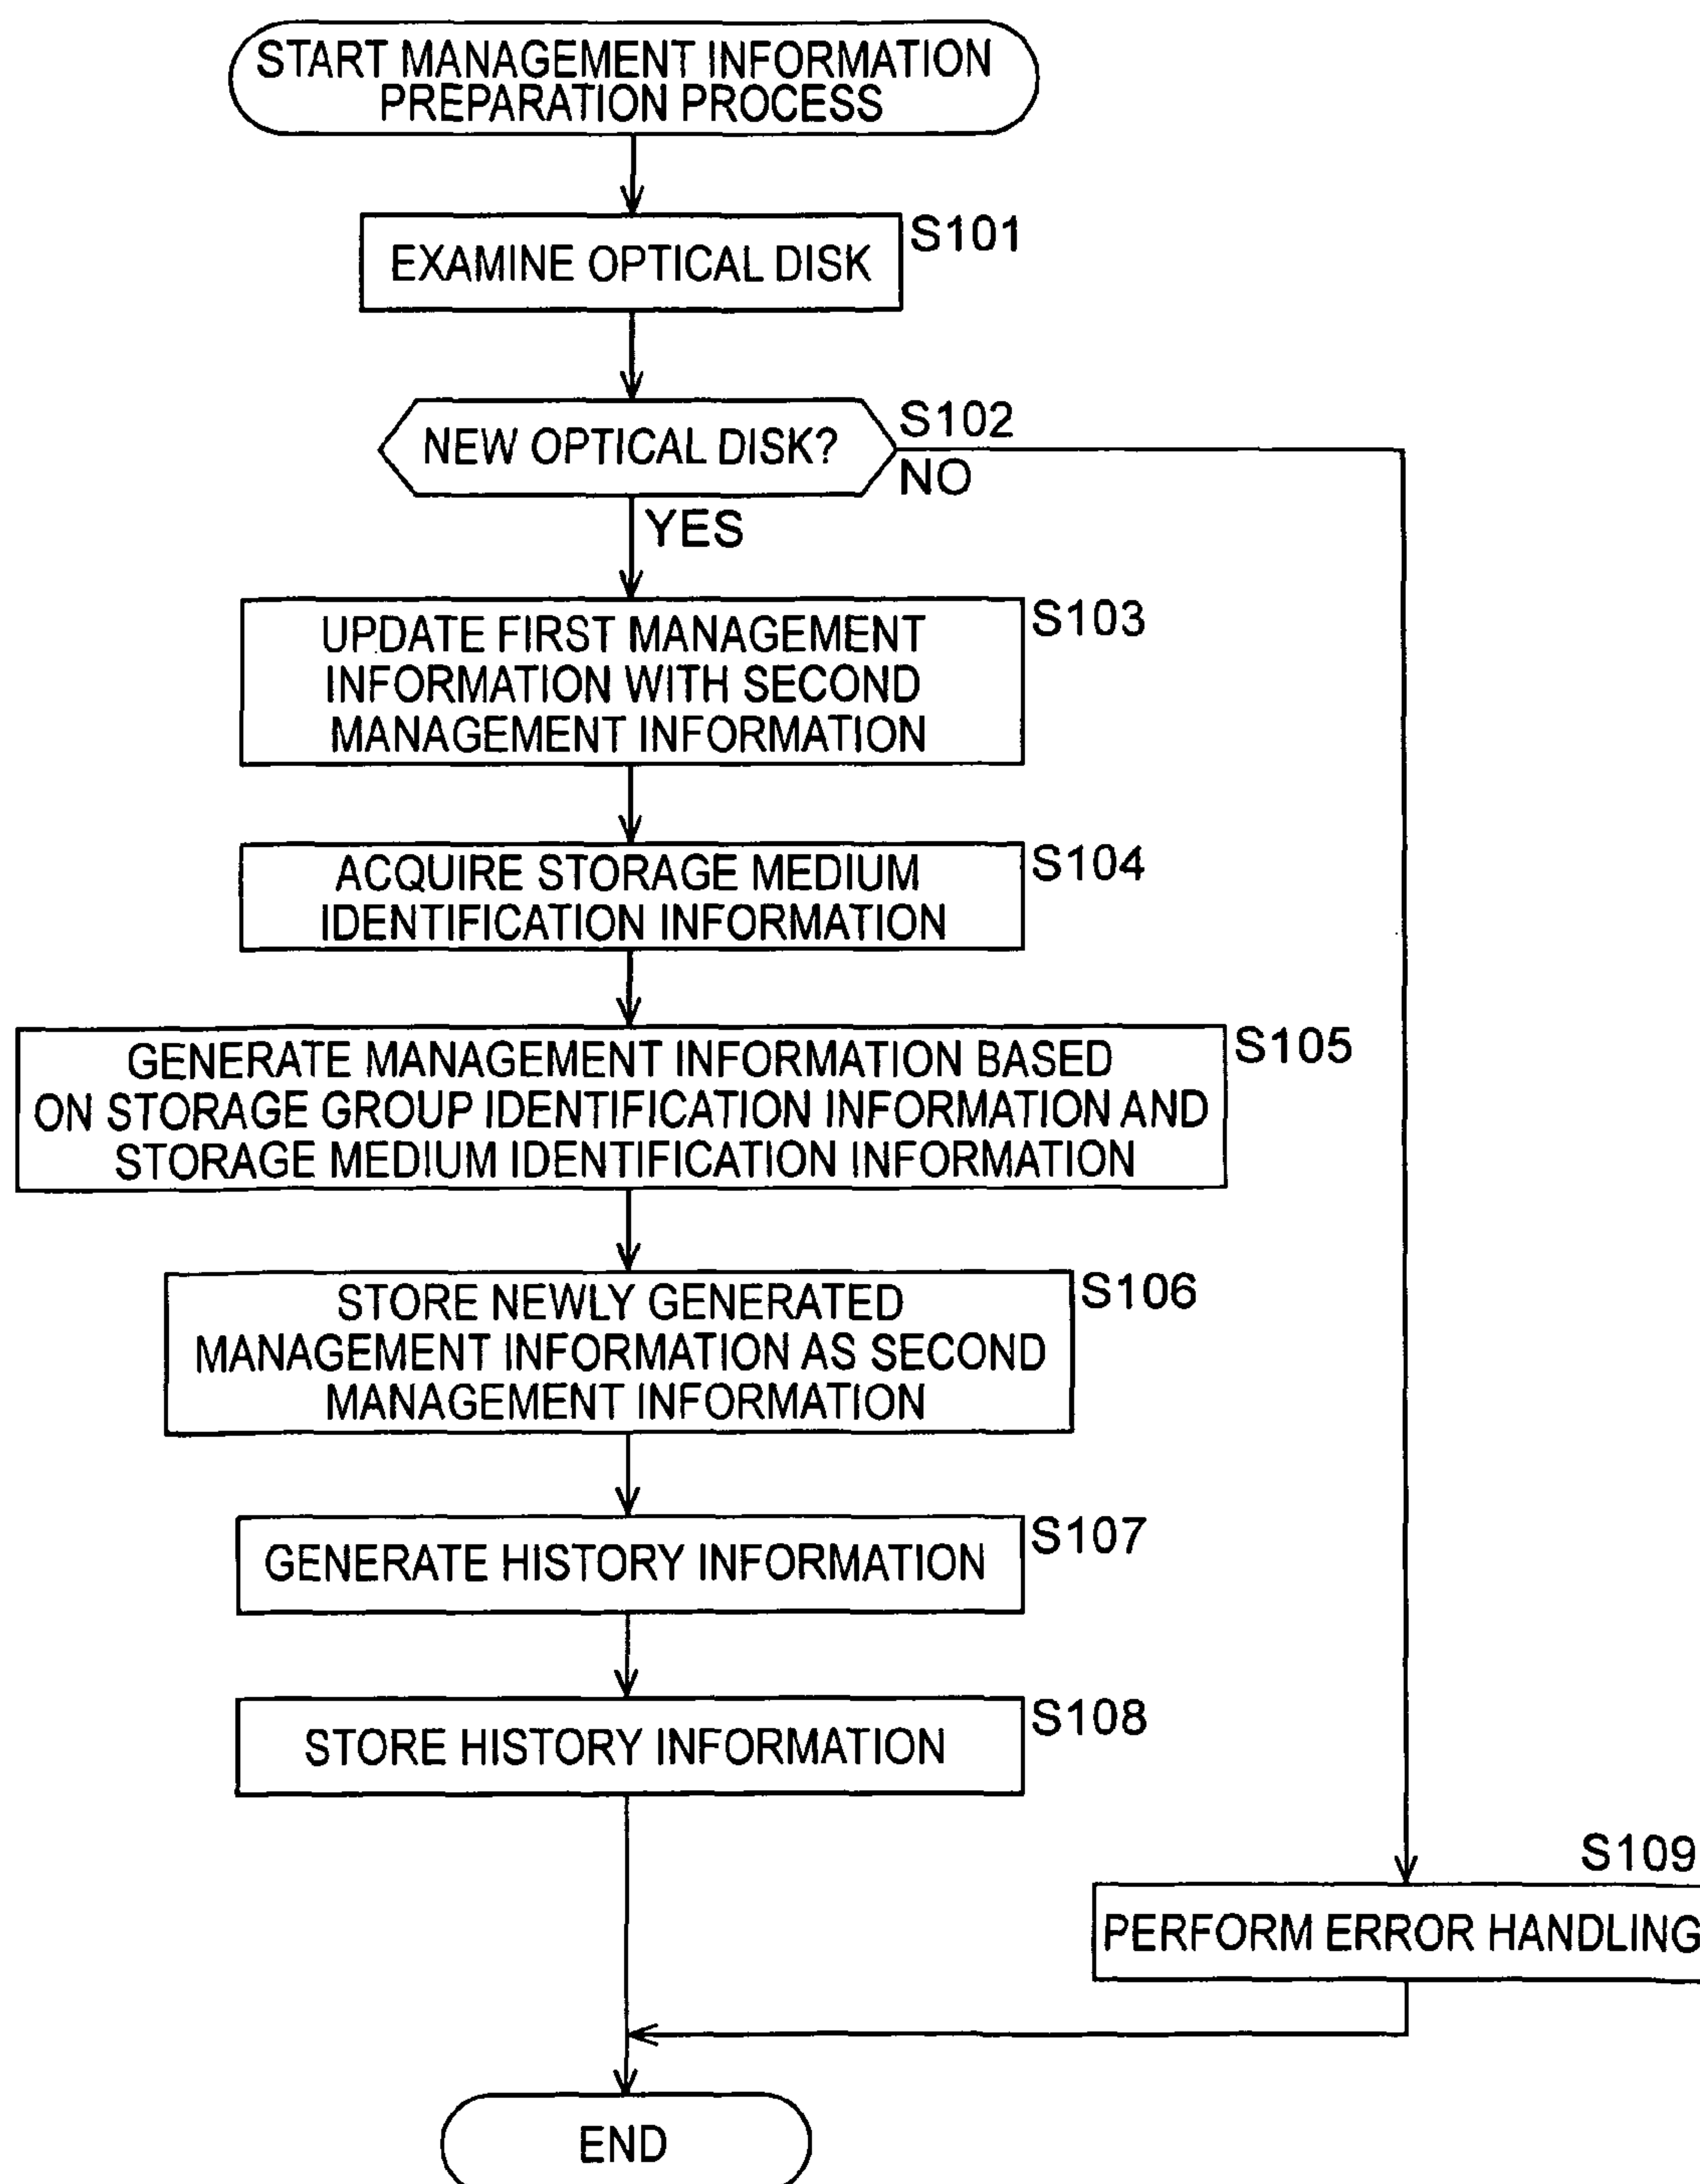 START MANAGEMENT INFORMATION
PREPARATION PROCESS
S101
EXAMINE OPTICAL DISK
S102
NEW OPTICAL DISK?
NO
YES
S103
UPDATE FIRST MANAGEMENT
INFORMATION WITH SECOND
MANAGEMENT INFORMATION
S104
ACQUIRE STORAGE MEDIUM
IDENTIFICATION INFORMATION
S105
GENERATE MANAGEMENT INFORMATION BASED
ON STORAGE GROUP IDENTIFICATION INFORMATION AND
STORAGE MEDIUM IDENTIFICATION INFORMATION
S106
STORE NEWLY GENERATED
MANAGEMENT INFORMATION AS SECOND
MANAGEMENT INFORMATION
S107
GENERATE HISTORY INFORMATION
S108
STORE HISTORY INFORMATION
S109
PERFORM ERROR HANDLING
END